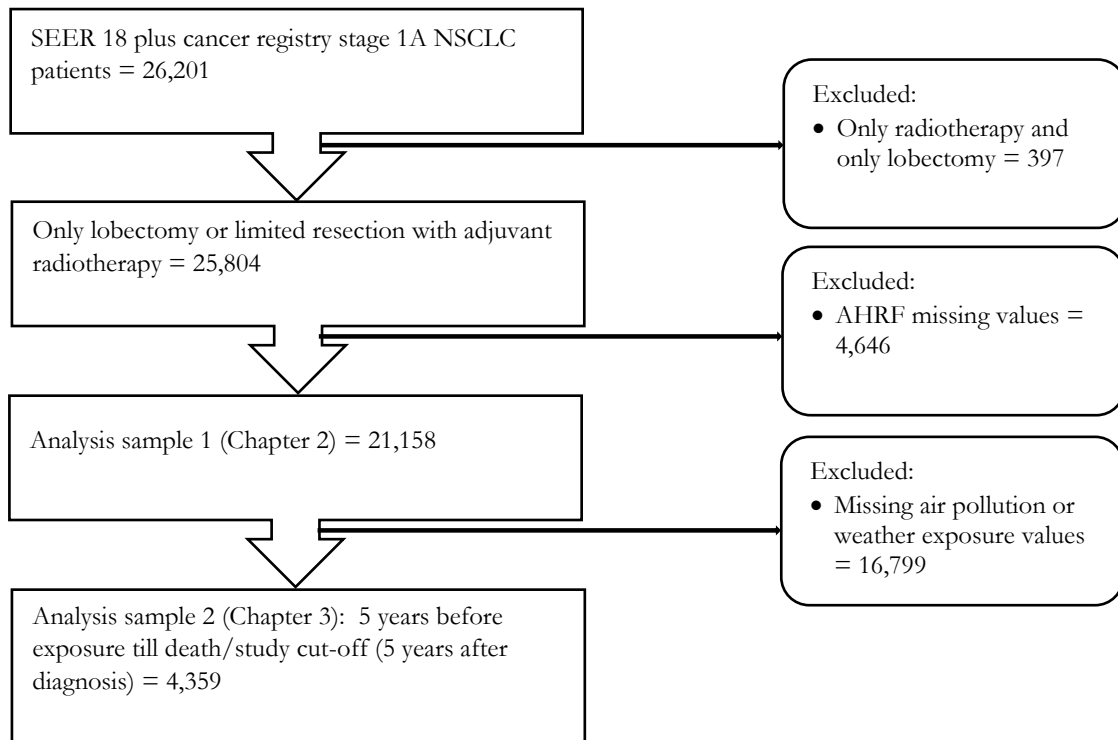 SEER 18 plus cancer registry stage 1A NSCLC
patients = 26,201
Excluded:
• Only radiotherapy and
only lobectomy = 397
Only lobectomy or limited resection with adjuvant
radiotherapy = 25,804
Excluded:
• AHRF missing values =
4,646
Analysis sample 1 (Chapter 2) = 21,158
Excluded:
• Missing air pollution or
weather exposure values
= 16,799
Analysis sample 2 (Chapter 3):  5 years before
exposure till death/study cut-off (5 years after
diagnosis) = 4,359